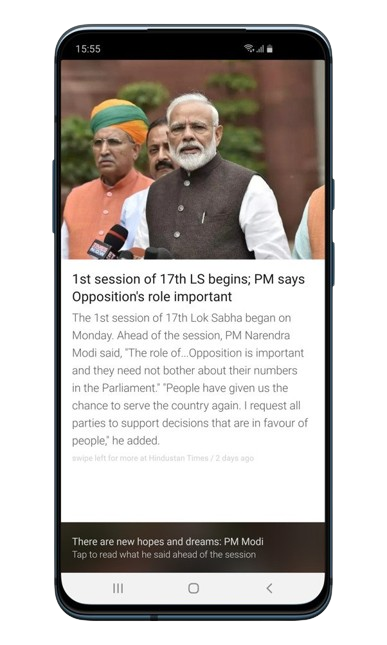 15:55
1st session of 17th LS begins; PM says
Opposition's role important
The 1st session of 17th Lok Sabha began on
Monday. Ahead of the session, PM Narendra
Modi said, "The role of...Opposition is important
and they need not bother about their numbers
in the Parliament." "People have given us the
chance to serve the country again. I request all
parties to support decisions that are in favour of
people," he added.
swipe left for more at Hindustan Times / 2 days ago
There are new hopes and dreams: PM Modi
Tap to read what he said ahead of the session